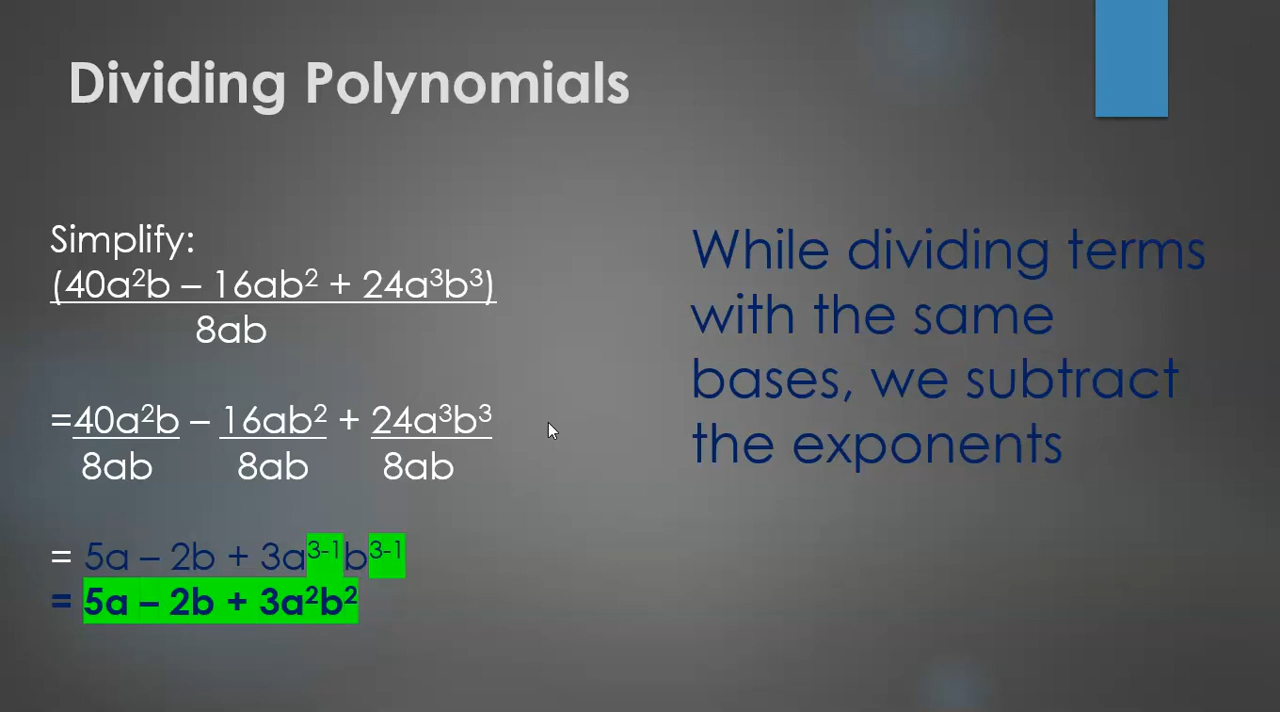 Dividing Polynomials
Simplify:
(40a²b – 16ab² + 24a³b³)
8ab
=40a²b – 16ab² + 24a³b³
8ab 8ab 8ab
= 5a – 2b + 3a³⁻¹b³⁻¹
= 5a – 2b + 3a²b²
While dividing terms
with the same
bases, we subtract
the exponents